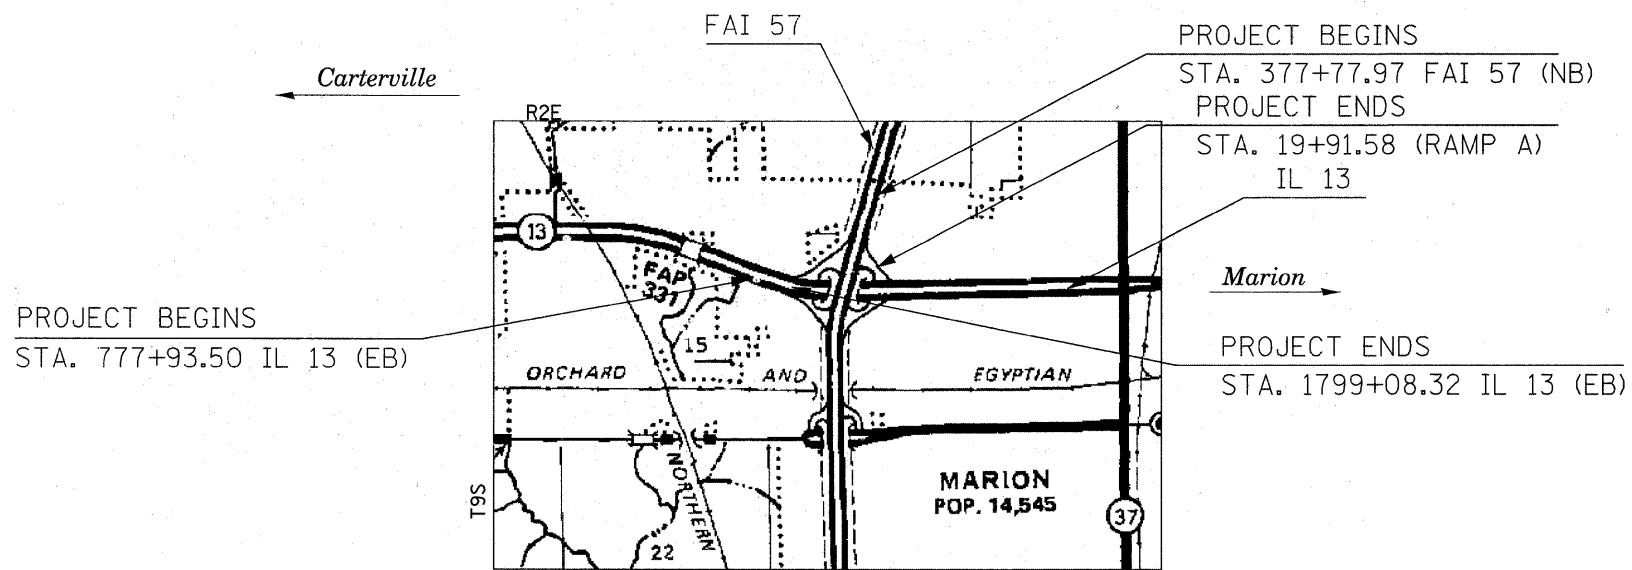 FAI 57
PROJECT BEGINS
STA. 377+77.97 FAI 57 (NB)
Carterville
PROJECT ENDS
STA. 19+91.58 (RAMP A)
IL 13
R2E
13
FAP
331
Marion
PROJECT BEGINS
STA. 777+93.50 IL 13 (EB)
15
PROJECT ENDS
STA. 1799+08.32 IL 13 (EB)
ORCHARD AND EGYPTIAN
NORTHERN
MARION
POP. 14,545
T9S
37
22